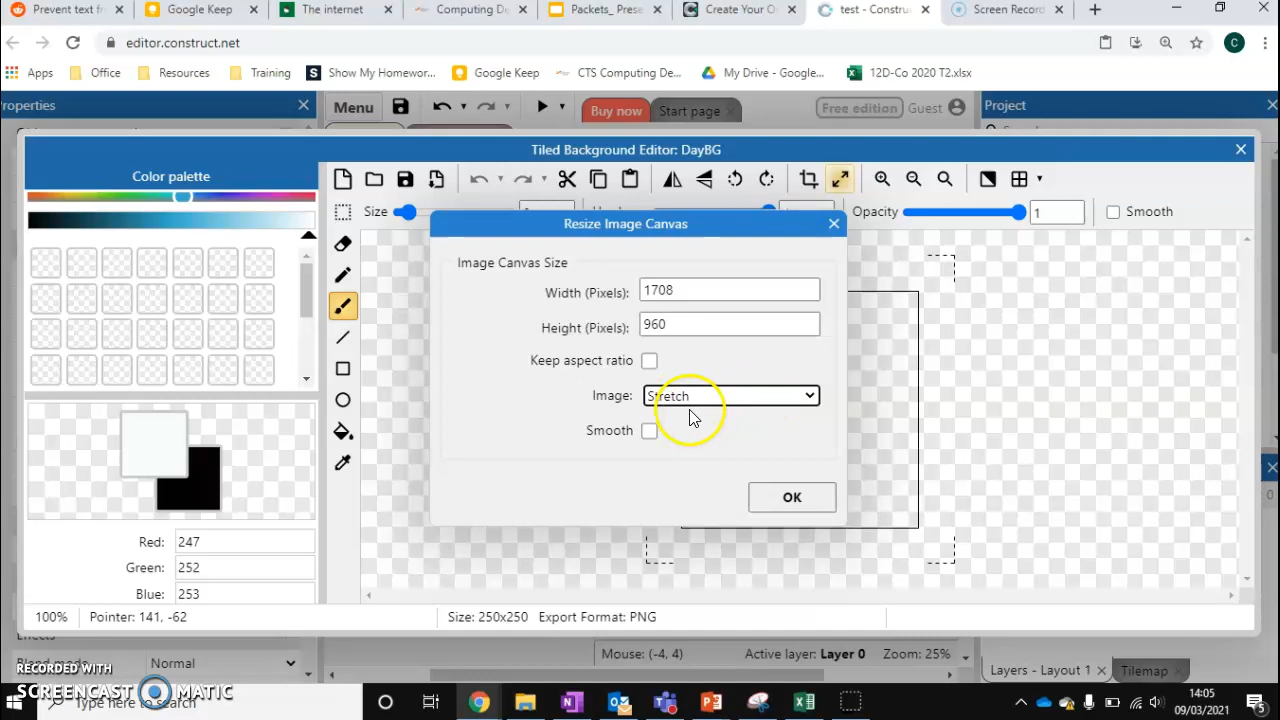 Prevent text fr
Google Keep
The internet
Computing De
Packets_ Prese
Create Your O
test - Constru
Screen Record
editor.construct.net
Apps
Office
Resources
Training
Show My Homewor...
Google Keep
CTS Computing De...
My Drive - Google...
12D-Co 2020 T2.xlsx
Properties
Menu
Buy now
Start page
Free edition
Guest
Project
Tiled Background Editor: DayBG
Color palette
Size
Opacity
1
Smooth
Resize Image Canvas
Image Canvas Size
Width (Pixels): 1708
Height (Pixels): 960
Keep aspect ratio
Image: Stretch
Smooth
OK
Red: 247
Green: 252
Blue: 253
100%
Pointer: 141, -62
Size: 250x250
Export Format: PNG
Effects
Normal
Mouse: (-4, 4)
Active layer: Layer 0
Zoom: 25%
Layers - Layout 1
Tilemap
RECORDED WITH
SCREENCAST MATIC
Type here
14:05
09/03/2021
5